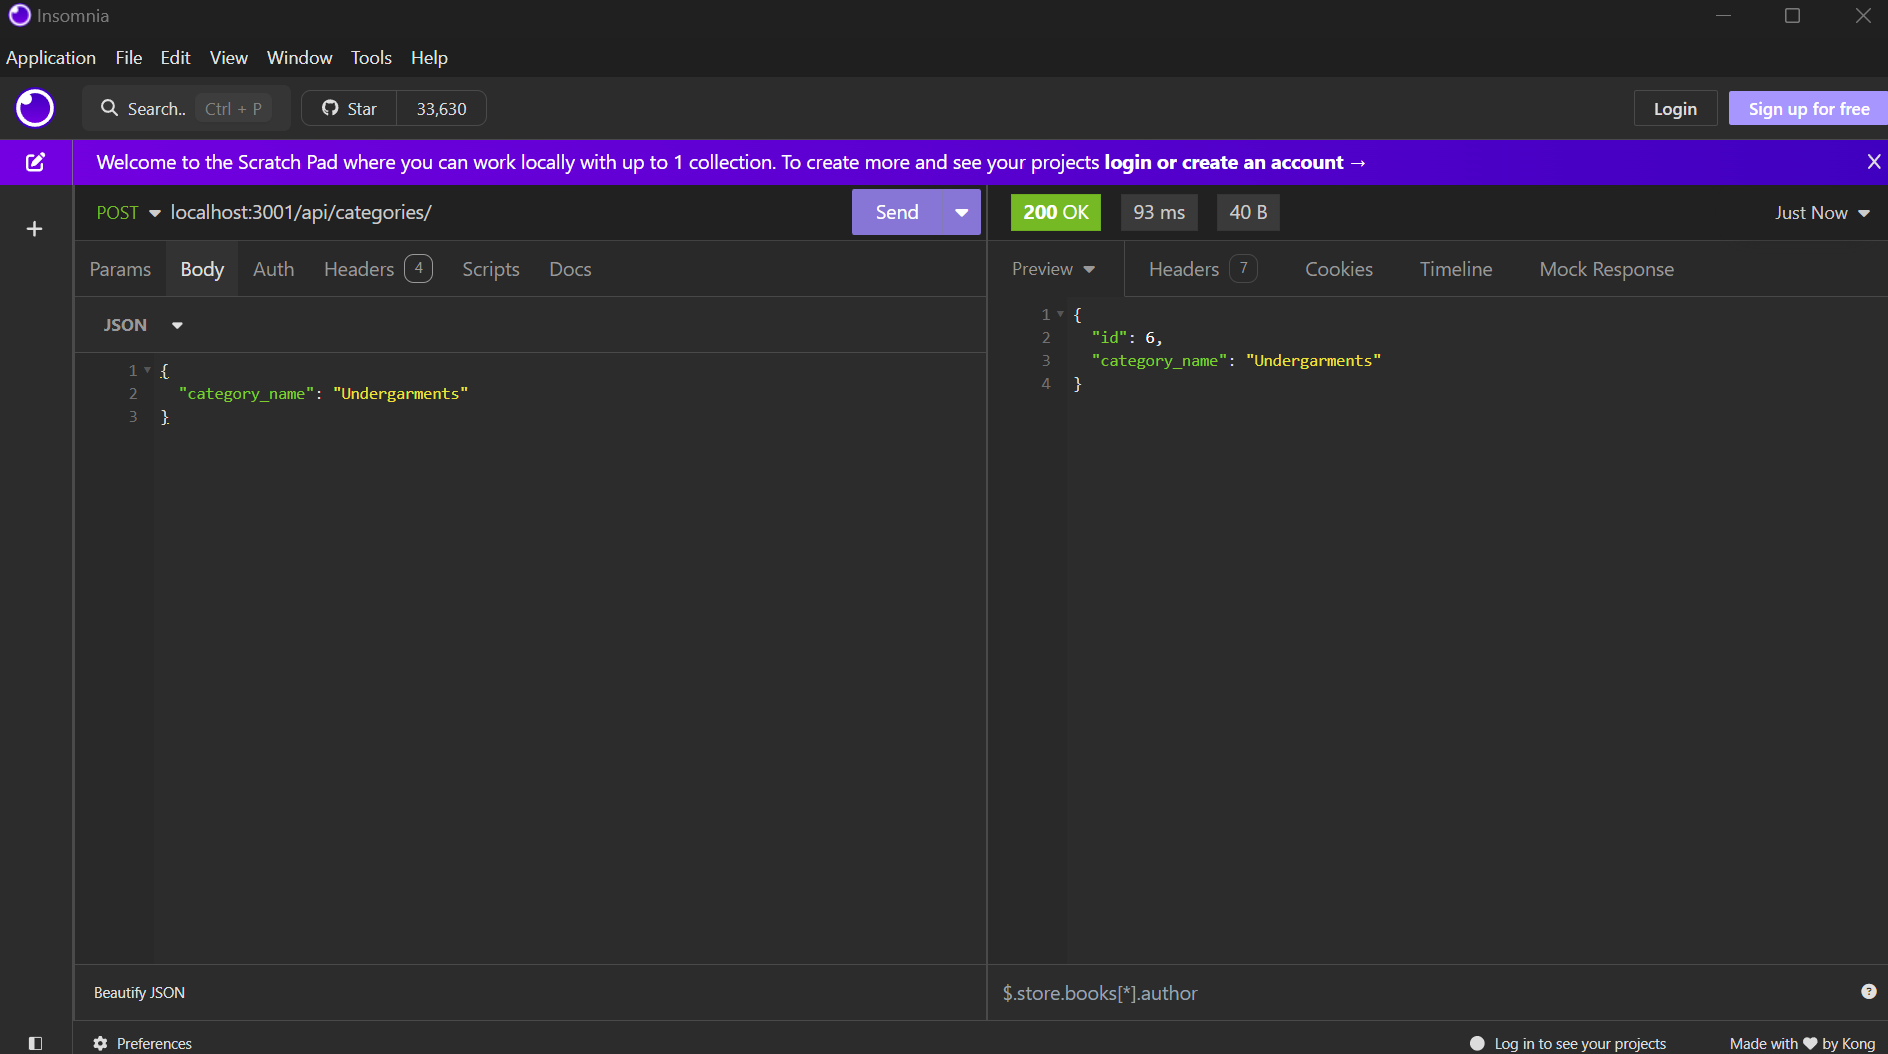 Insomnia
Application File Edit View Window Tools Help
Search.. Ctrl + P Star 33,630 Login Sign up for free
Welcome to the Scratch Pad where you can work locally with up to 1 collection. To create more and see your projects login or create an account → X
POST localhost:3001/api/categories/ Send 200 OK 93 ms 40 B Just Now
Params Body Auth Headers 4 Scripts Docs Preview Headers 7 Cookies Timeline Mock Response
JSON
1 {
2 "category_name": "Undergarments"
3 }
1 {
2 "id": 6,
3 "category_name": "Undergarments"
4 }
Beautify JSON $.store.books[*].author ?
Preferences Log in to see your projects Made with ♥ by Kong